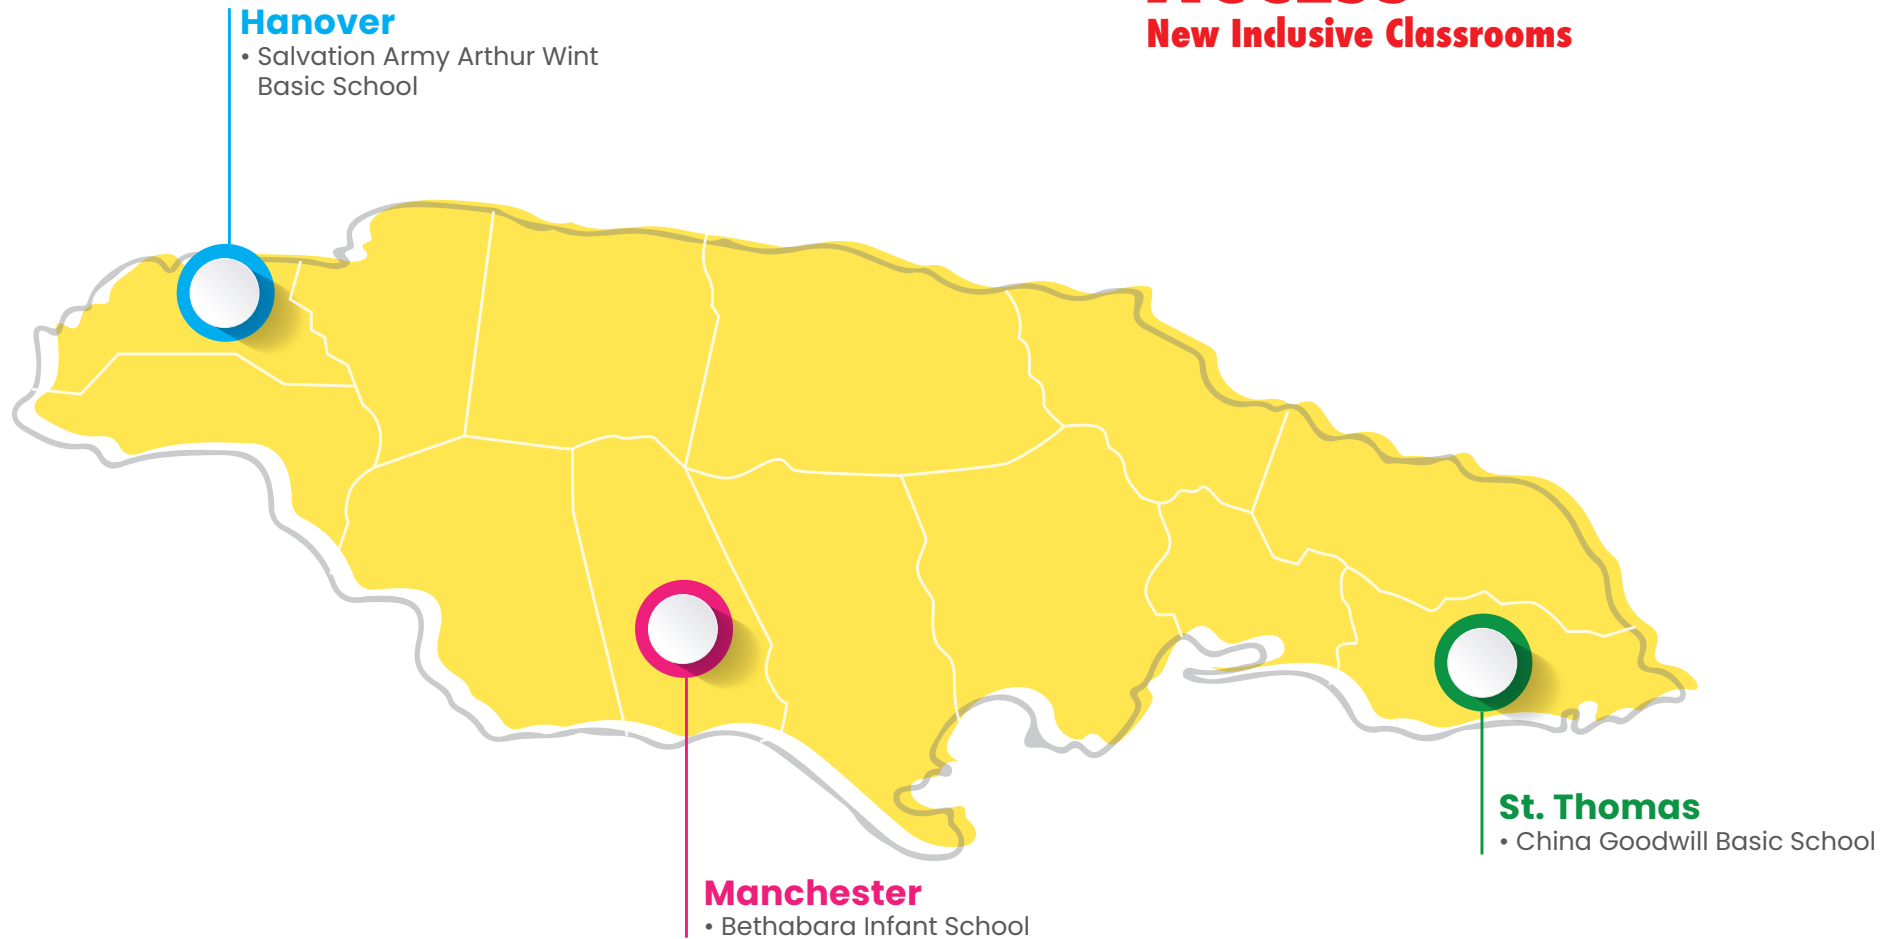 Hanover
• Salvation Army Arthur Wint
Basic School
New Inclusive Classrooms
St. Thomas
• China Goodwill Basic School
Manchester
• Bethabara Infant School